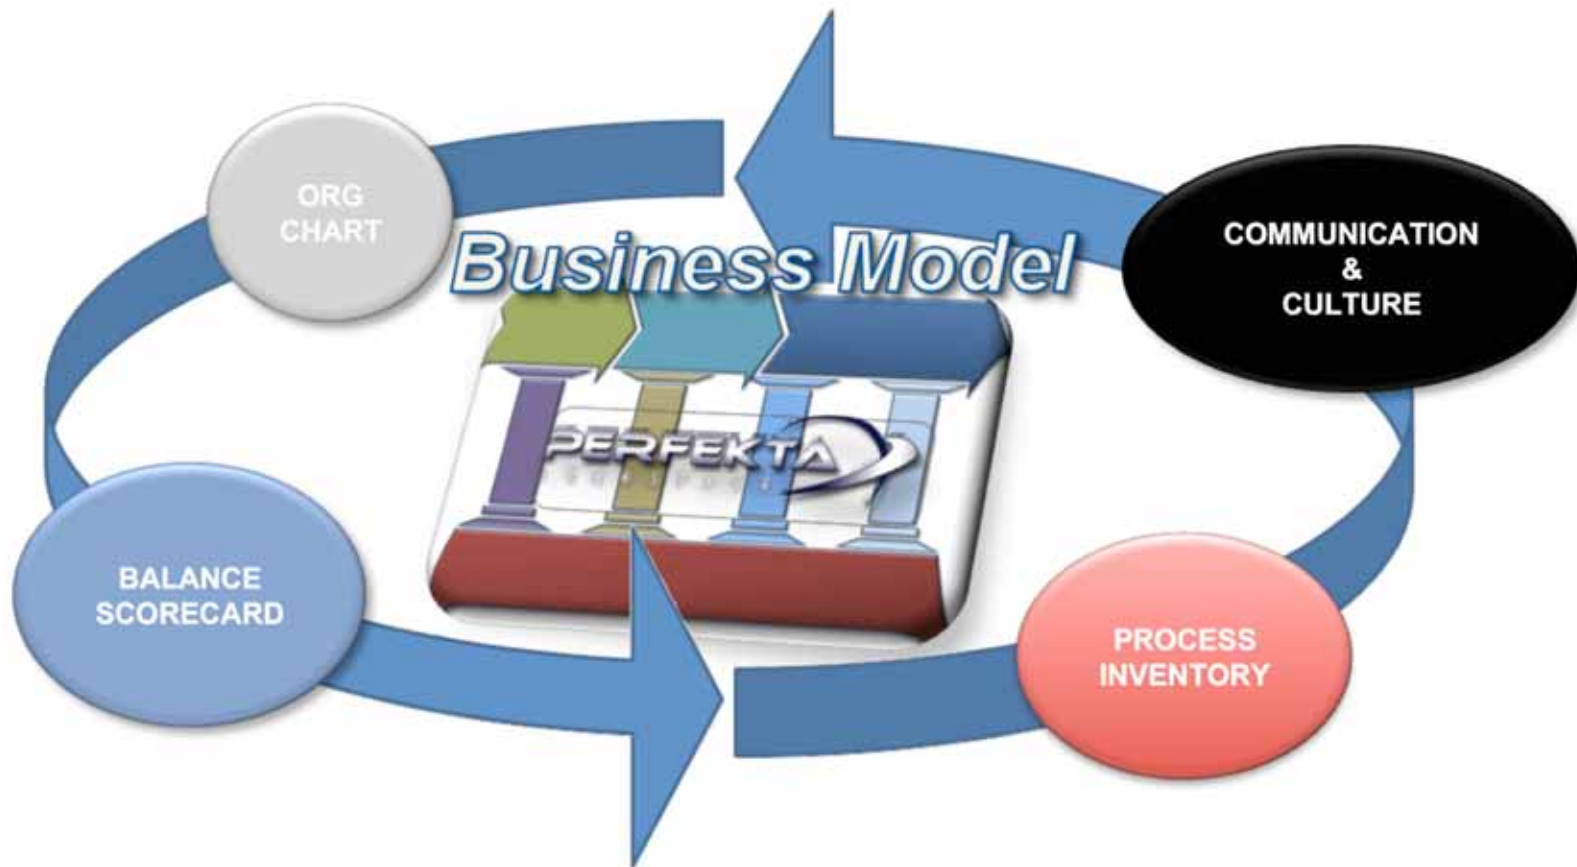 ORG
CHART
COMMUNICATION
&
CULTURE
Business Model
PERFEKTA
BALANCE
SCORECARD
PROCESS
INVENTORY